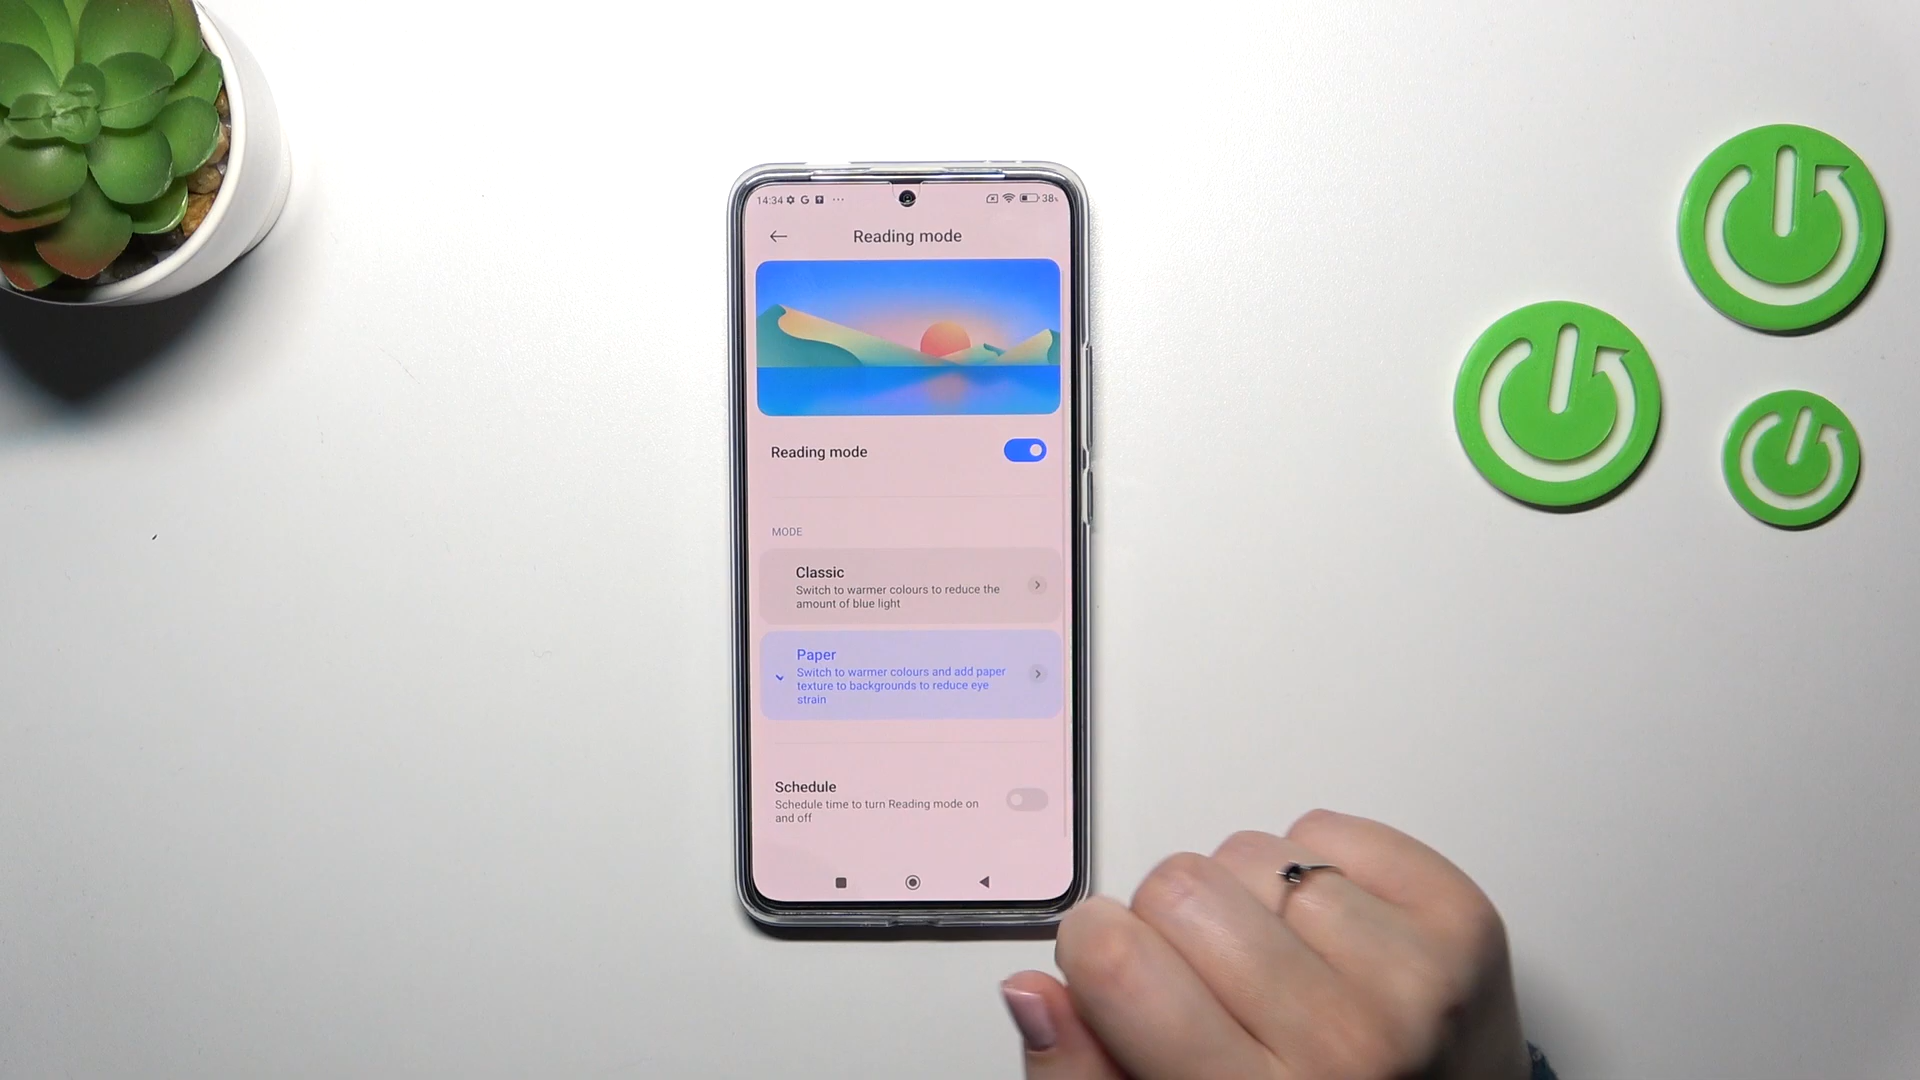 14:34 G ... 38%
Reading mode
Reading mode
MODE
Classic
Switch to warmer colours to reduce the
amount of blue light
Paper
Switch to warmer colours and add paper
texture to backgrounds to reduce eye
strain
Schedule
Schedule time to turn Reading mode on
and off